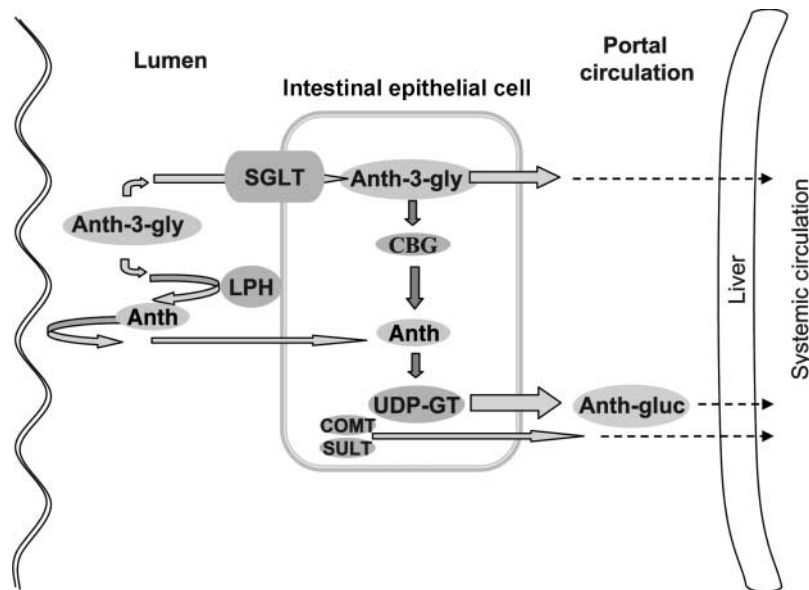 Lumen
Portal
circulation
Intestinal epithelial cell
SGLT
Anth-3-gly
Anth-3-gly
CBG
LPH
Anth
Anth
UDP-GT
COMT
SULT
Anth-gluc
Liver
Systemic circulation